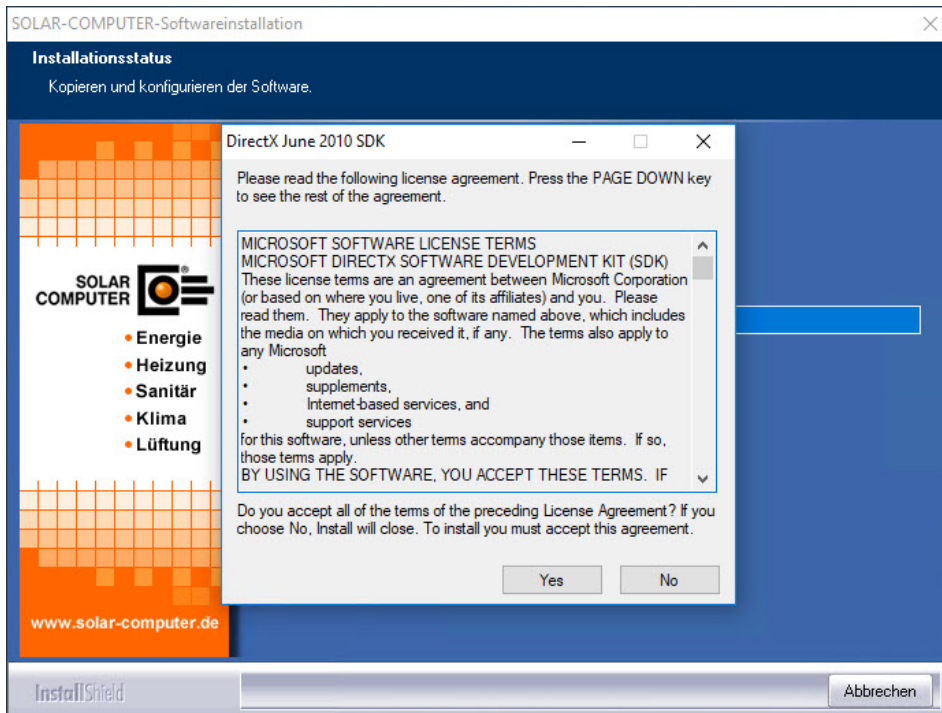 SOLAR-COMPUTER-Softwareinstallation
Installationsstatus
Kopieren und konfigurieren der Software.
DirectX June 2010 SDK
Please read the following license agreement. Press the PAGE DOWN key
to see the rest of the agreement.
MICROSOFT SOFTWARE LICENSE TERMS
MICROSOFT DIRECTX SOFTWARE DEVELOPMENT KIT (SDK)
These license terms are an agreement between Microsoft Corporation
(or based on where you live, one of its affiliates) and you.  Please
read them.  They apply to the software named above, which includes
the media on which you received it, if any.  The terms also apply to
any Microsoft
• updates,
• supplements,
• Internet-based services, and
• support services
for this software, unless other terms accompany those items.  If so,
those terms apply.
BY USING THE SOFTWARE, YOU ACCEPT THESE TERMS.  IF
Do you accept all of the terms of the preceding License Agreement? If you
choose No, Install will close. To install you must accept this agreement.
Yes
No
SOLAR
COMPUTER
• Energie
• Heizung
• Sanitär
• Klima
• Lüftung
www.solar-computer.de
InstallShield
Abbrechen